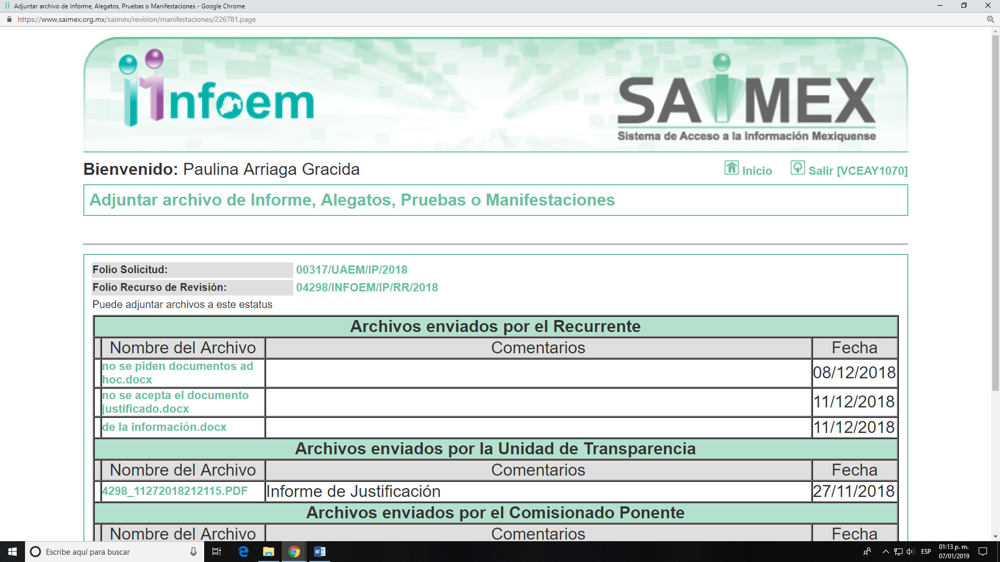 Adjuntar archivo de Informe, Alegatos, Pruebas o Manifestaciones - Google Chrome
https://www.saimex.org.mx/saimex/revision/manifestaciones/226781.page
infoem
SAIMEX
Sistema de Acceso a la Información Mexiquense
Bienvenido: Paulina Arriaga Gracida
Inicio
Salir [VCEAY1070]
Adjuntar archivo de Informe, Alegatos, Pruebas o Manifestaciones
Folio Solicitud: 00317/UAEM/IP/2018
Folio Recurso de Revisión: 04298/INFOEM/IP/RR/2018
Puede adjuntar archivos a este estatus
Archivos enviados por el Recurrente
Nombre del Archivo Comentarios Fecha
no se piden documentos ad
hoc.docx
08/12/2018
no se acepta el documento
justificado.docx
11/12/2018
de la información.docx 11/12/2018
Archivos enviados por la Unidad de Transparencia
Nombre del Archivo Comentarios Fecha
4298_11272018212115.PDF Informe de Justificación 27/11/2018
Archivos enviados por el Comisionado Ponente
Nombre del Archivo Comentarios Fecha
Escribe aquí para buscar
ESP
01:13 p. m.
07/01/2019